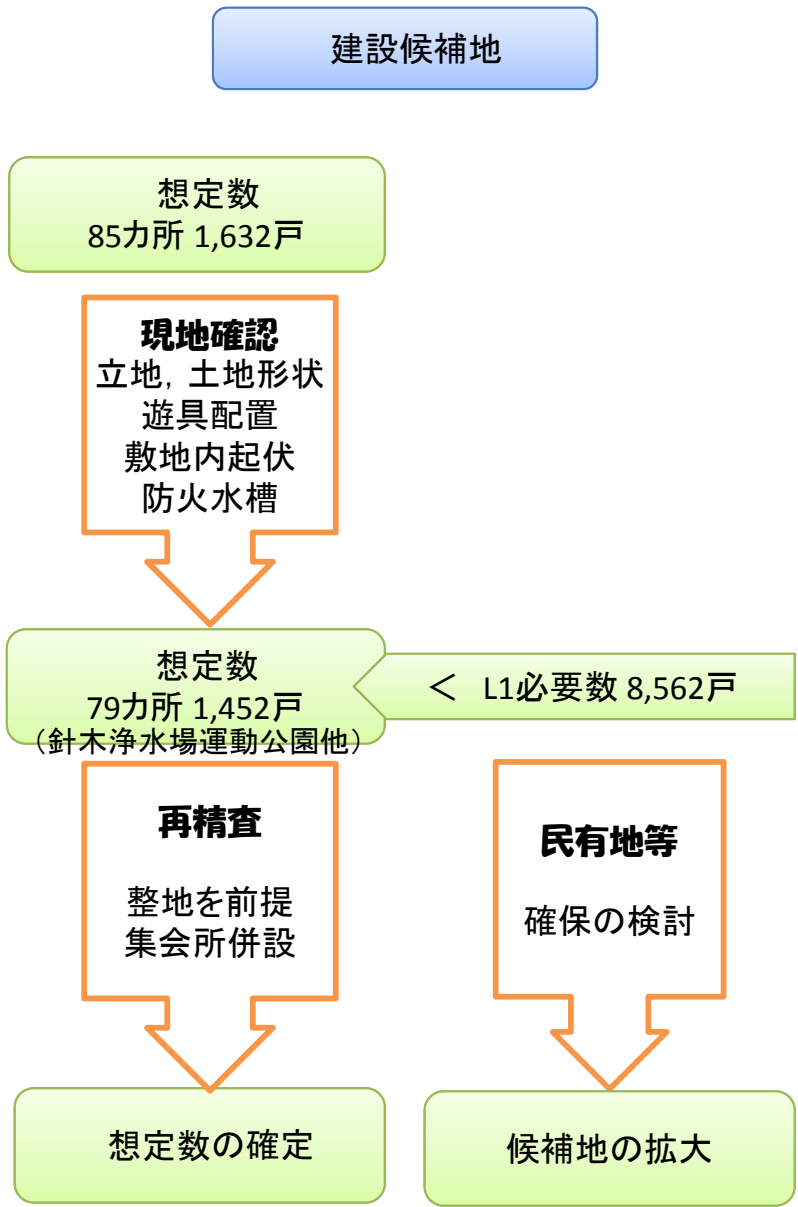 建設候補地
想定数
85カ所 1,632戸
現地確認
立地，土地形状
遊具配置
敷地内起伏
防火水槽
想定数
79カ所 1,452戸
（針木浄水場運動公園他）
＜ L1必要数 8,562戸
再精査
整地を前提
集会所併設
民有地等
確保の検討
想定数の確定
候補地の拡大